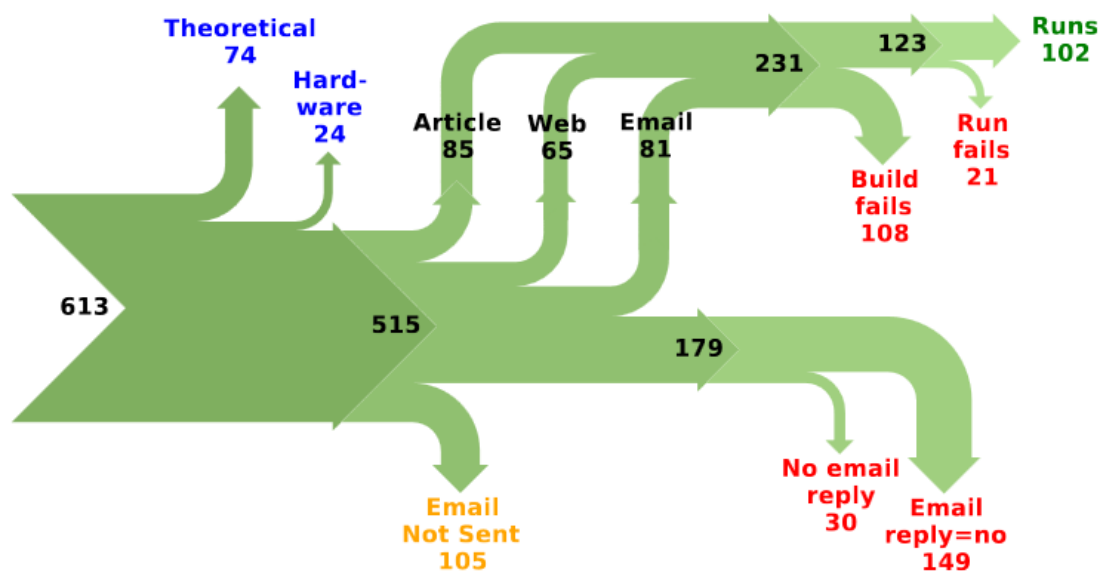 Theoretical
74
Hard-
ware
24
Article
85
Web
65
Email
81
231
123
Runs
102
Run
fails
21
Build
fails
108
613
515
179
Email
Not Sent
105
No email
reply
30
Email
reply=no
149